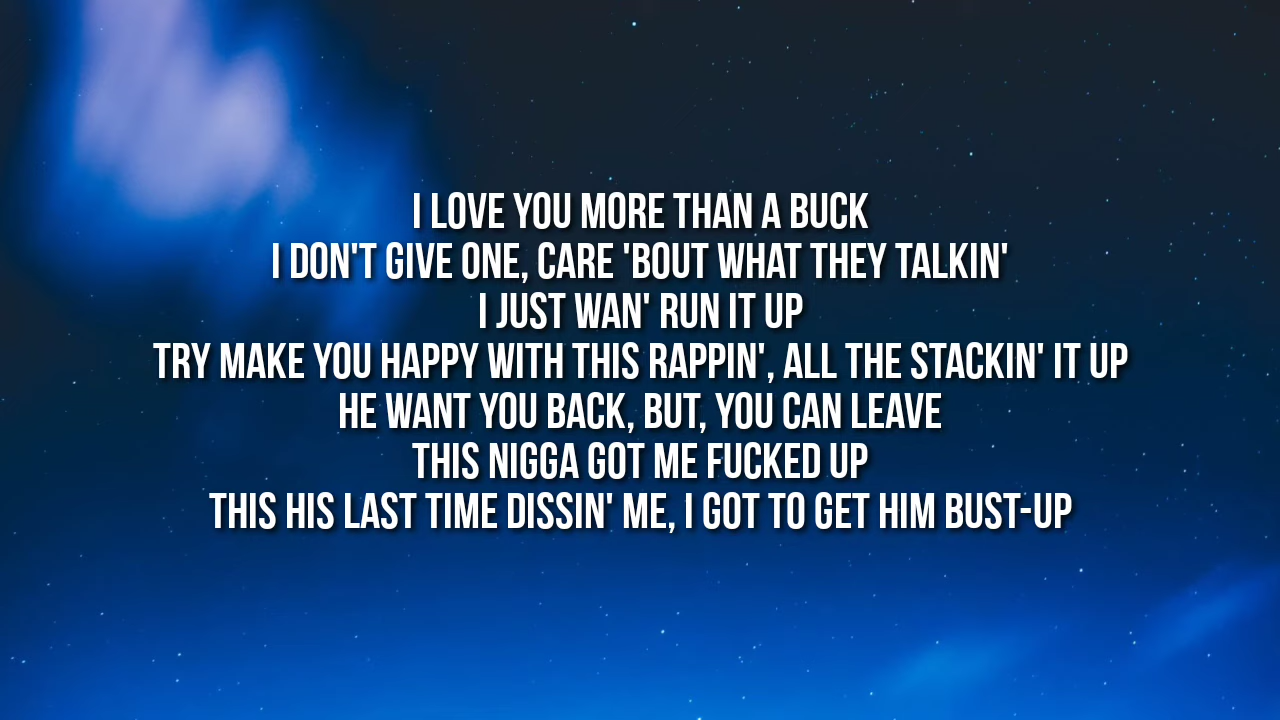 I LOVE YOU MORE THAN A BUCK
I DON'T GIVE ONE, CARE 'BOUT WHAT THEY TALKIN'
I JUST WAN' RUN IT UP
TRY MAKE YOU HAPPY WITH THIS RAPPIN', ALL THE STACKIN' IT UP
HE WANT YOU BACK, BUT, YOU CAN LEAVE
THIS NIGGA GOT ME FUCKED UP
THIS HIS LAST TIME DISSIN' ME, I GOT TO GET HIM BUST-UP